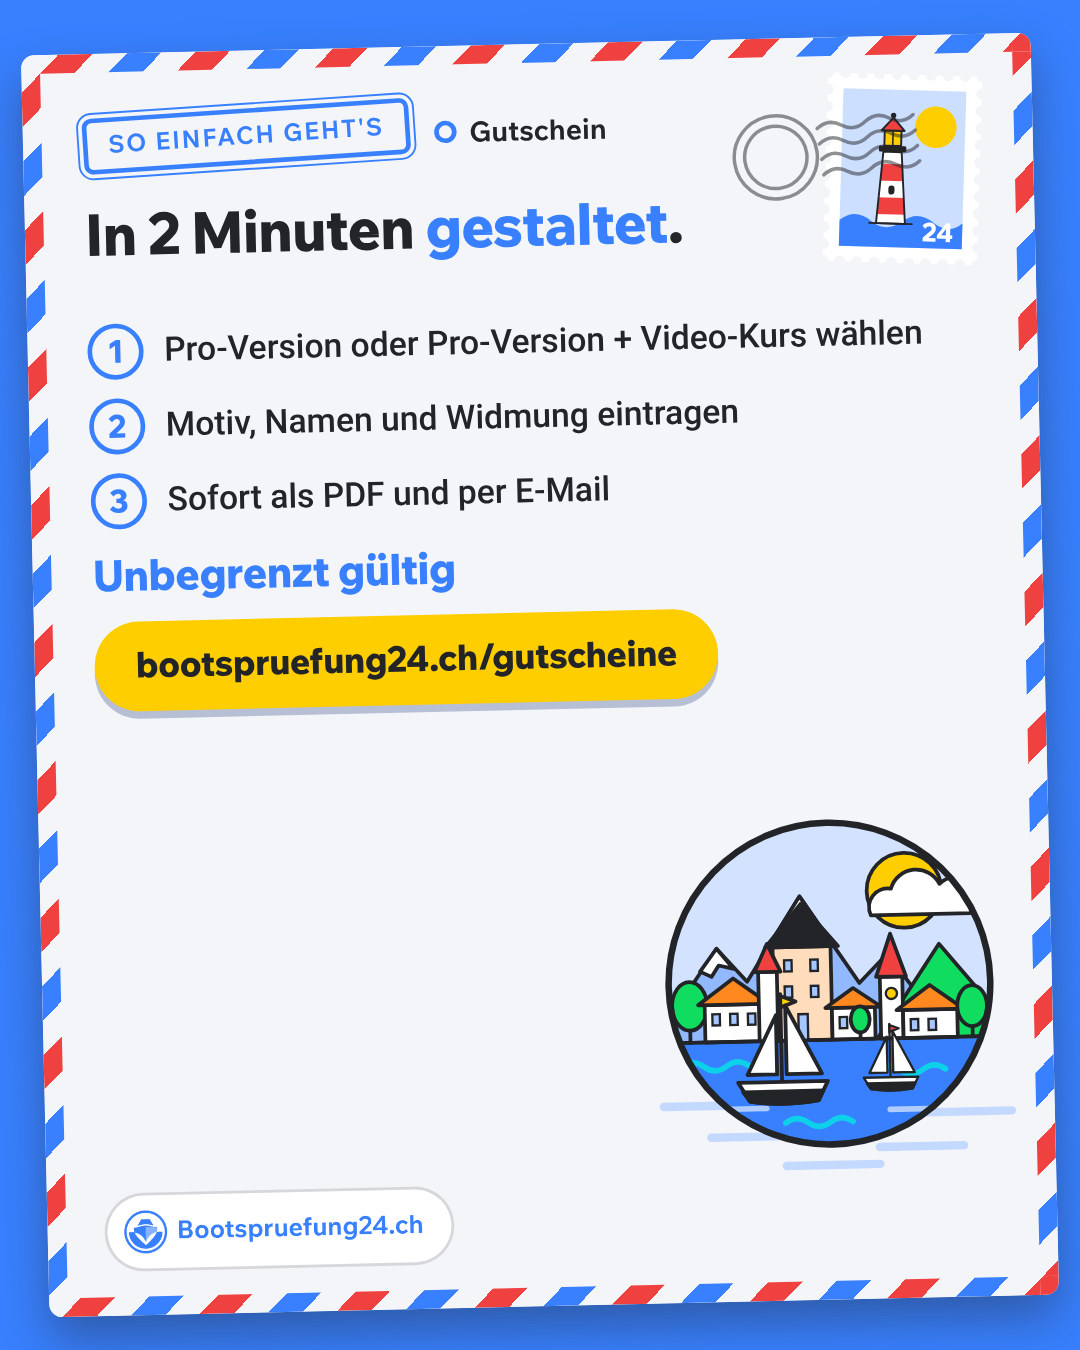 SO EINFACH GEHT'S
Gutschein
24
In 2 Minuten gestaltet.
1 Pro-Version oder Pro-Version + Video-Kurs wählen
2 Motiv, Namen und Widmung eintragen
3 Sofort als PDF und per E-Mail
Unbegrenzt gültig
bootspruefung24.ch/gutscheine
Bootspruefung24.ch